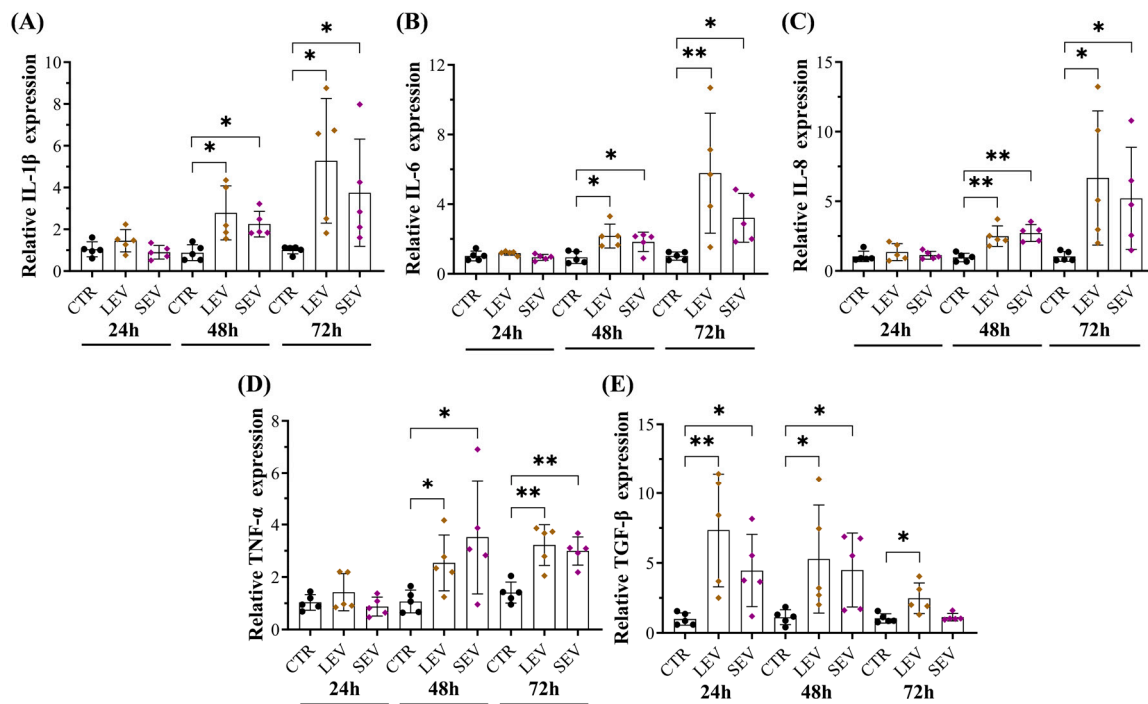 (A)
Relative IL-1β expression
10
8
6
4
2
0
* * * *
CTR LEV SEV CTR LEV SEV CTR LEV SEV
24h 48h 72h
(B)
Relative IL-6 expression
12
8
4
0
* * ** *
CTR LEV SEV CTR LEV SEV CTR LEV SEV
24h 48h 72h
(C)
Relative IL-8 expression
15
10
5
0
** ** * *
CTR LEV SEV CTR LEV SEV CTR LEV SEV
24h 48h 72h
(D)
Relative TNF-α expression
8
6
4
2
0
* * ** **
CTR LEV SEV CTR LEV SEV CTR LEV SEV
24h 48h 72h
(E)
Relative TGF-β expression
15
10
5
0
** * * * *
CTR LEV SEV CTR LEV SEV CTR LEV SEV
24h 48h 72h